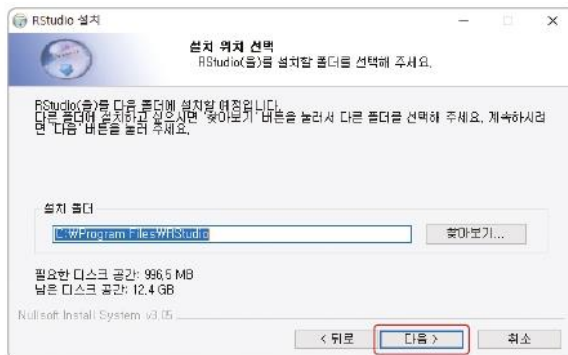 RStudio 설치
설치 위치 선택
RStudio(을)를 설치할 폴더를 선택해 주세요.
RStudio(을)를 다음 폴더에 설치할 예정입니다.
다른 폴더에 설치하고 싶으시면 '찾아보기' 버튼을 눌러서 다른 폴더를 선택해 주세요. 계속하시려
면 '다음' 버튼을 눌러 주세요.
설치 폴더
C:₩Program Files₩RStudio
찾아보기...
필요한 디스크 공간: 996.5 MB
남은 디스크 공간: 12.4 GB
Nullsoft Install System v3.05
< 뒤로
다음 >
취소